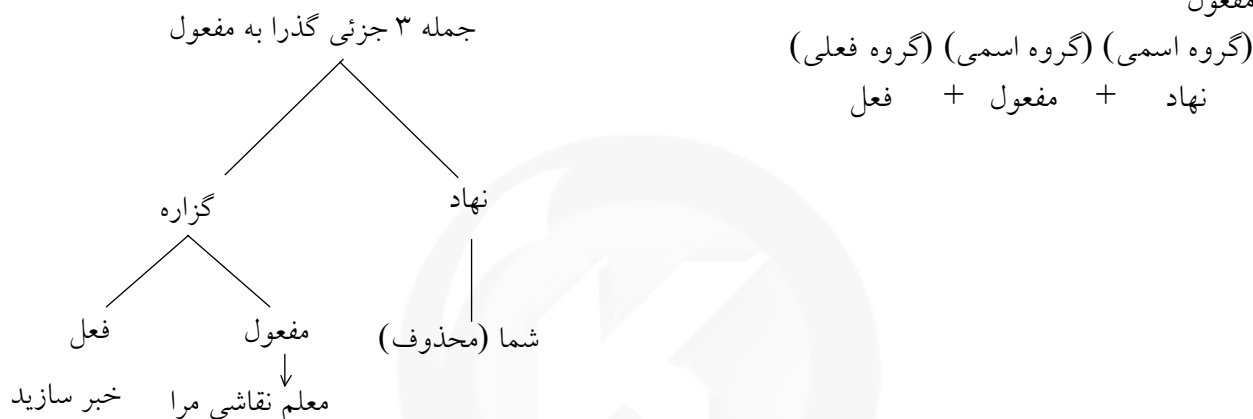 مفعول
(گروه اسمی) (گروه اسمی) (گروه فعلی)
نهاد + مفعول + فعل
جمله ۳ جزئی گذرا به مفعول
نهاد
گزاره
شما (محذوف)
مفعول
فعل
معلم نقاشی مرا
خبر سازید